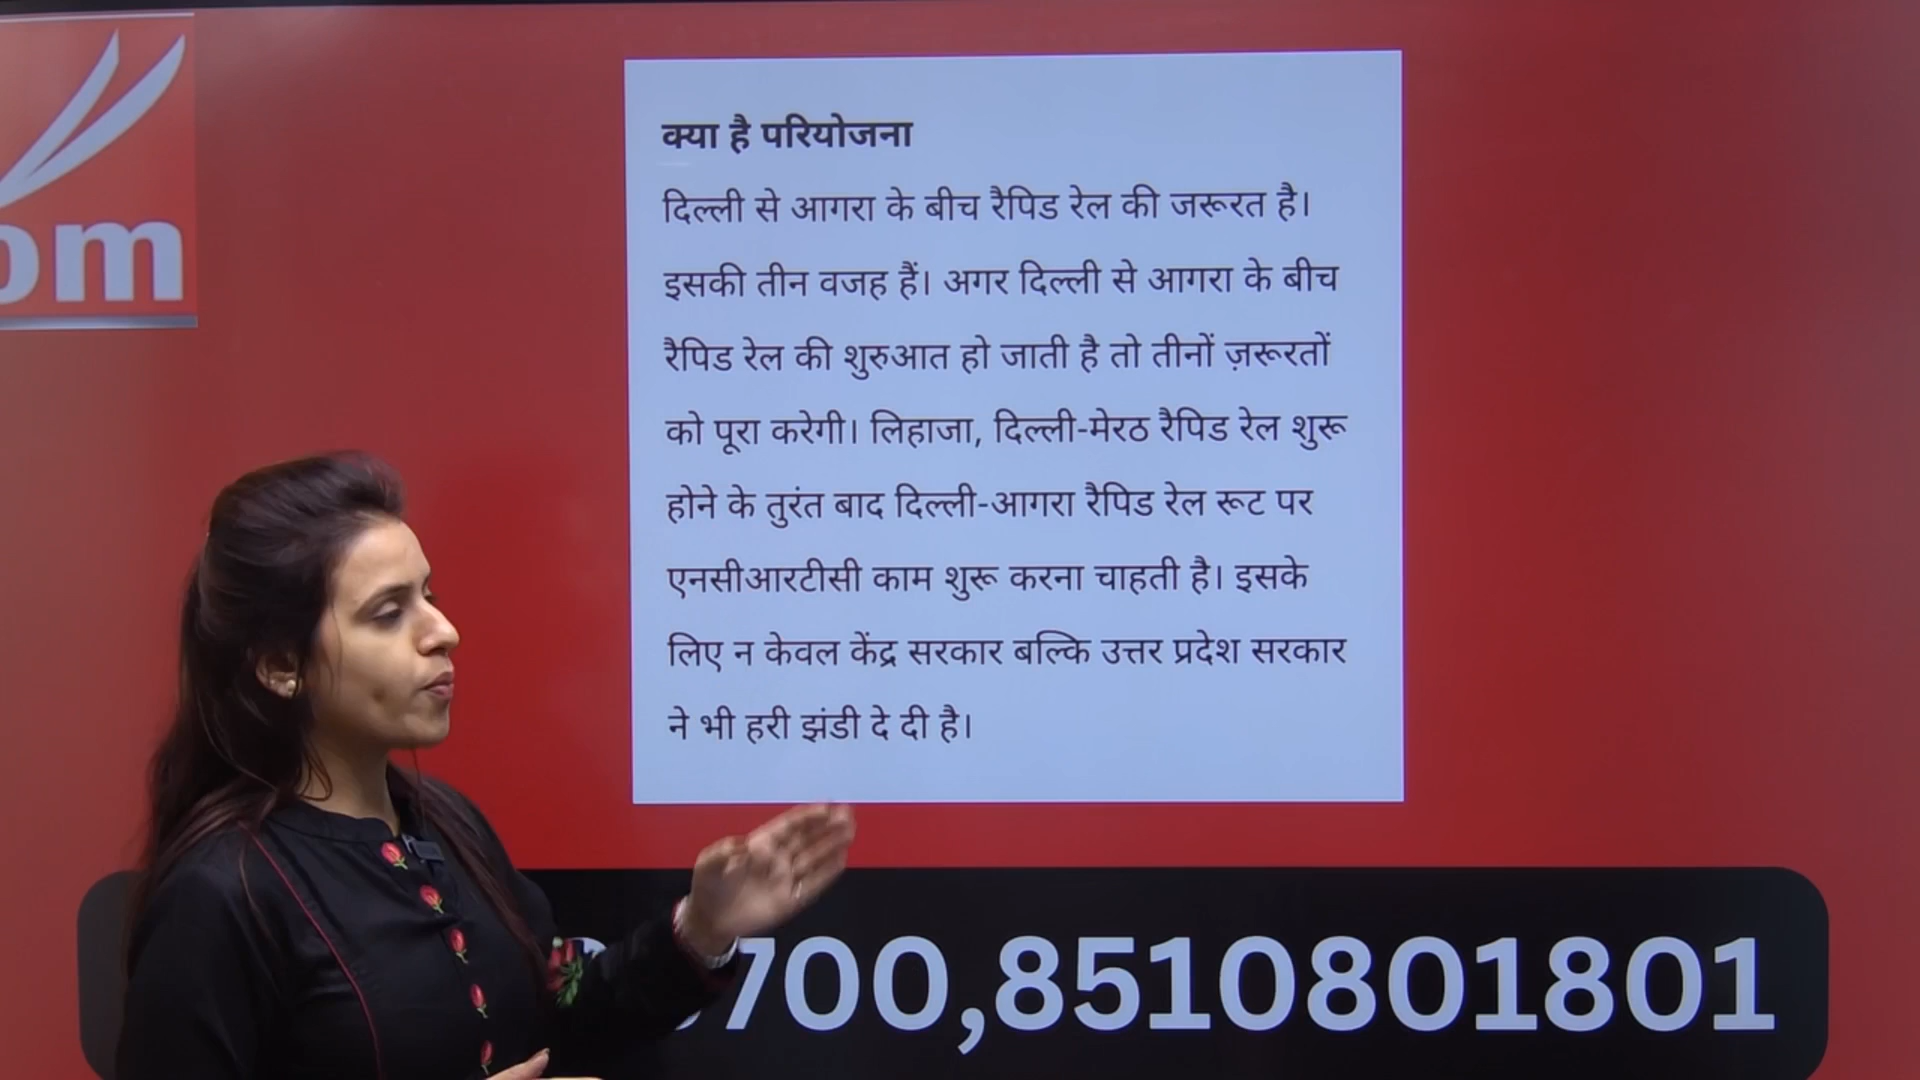 om
क्या है परियोजना
दिल्ली से आगरा के बीच रैपिड रेल की जरूरत है।
इसकी तीन वजह हैं। अगर दिल्ली से आगरा के बीच
रैपिड रेल की शुरुआत हो जाती है तो तीनों ज़रूरतों
को पूरा करेगी। लिहाजा, दिल्ली-मेरठ रैपिड रेल शुरू
होने के तुरंत बाद दिल्ली-आगरा रैपिड रेल रूट पर
एनसीआरटीसी काम शुरू करना चाहती है। इसके
लिए न केवल केंद्र सरकार बल्कि उत्तर प्रदेश सरकार
ने भी हरी झंडी दे दी है।
700,8510801801